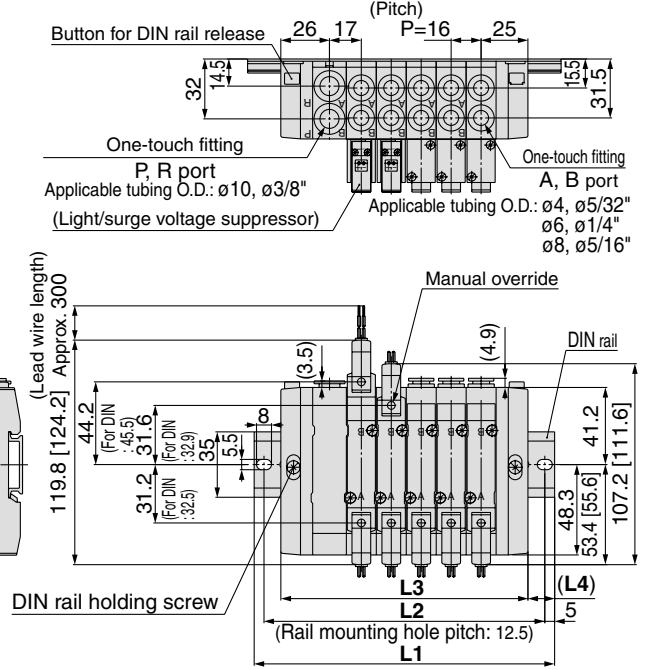 (Pitch)
26 17 P=16 25
Button for DIN rail release
32
14.5
15.5
31.5
R
P
A A A A A
B B B B B
One-touch fitting
P, R port
Applicable tubing O.D.: ø10, ø3/8"
(Light/surge voltage suppressor)
One-touch fitting
A, B port
Applicable tubing O.D.: ø4, ø5/32"
ø6, ø1/4"
ø8, ø5/16"
Manual override
DIN rail
(Lead wire length)
Approx. 300
119.8 [124.2]
44.2
(For DIN
: 45.5)
31.6
(For DIN
: 32.9)
31.2
(For DIN
: 32.5)
35
8
5.5
(3.5)
(4.9)
B B B B
A A A A
41.2
48.3
53.4 [55.6]
107.2 [111.6]
DIN rail holding screw
L3 (L4)
L2 5
(Rail mounting hole pitch: 12.5)
L1